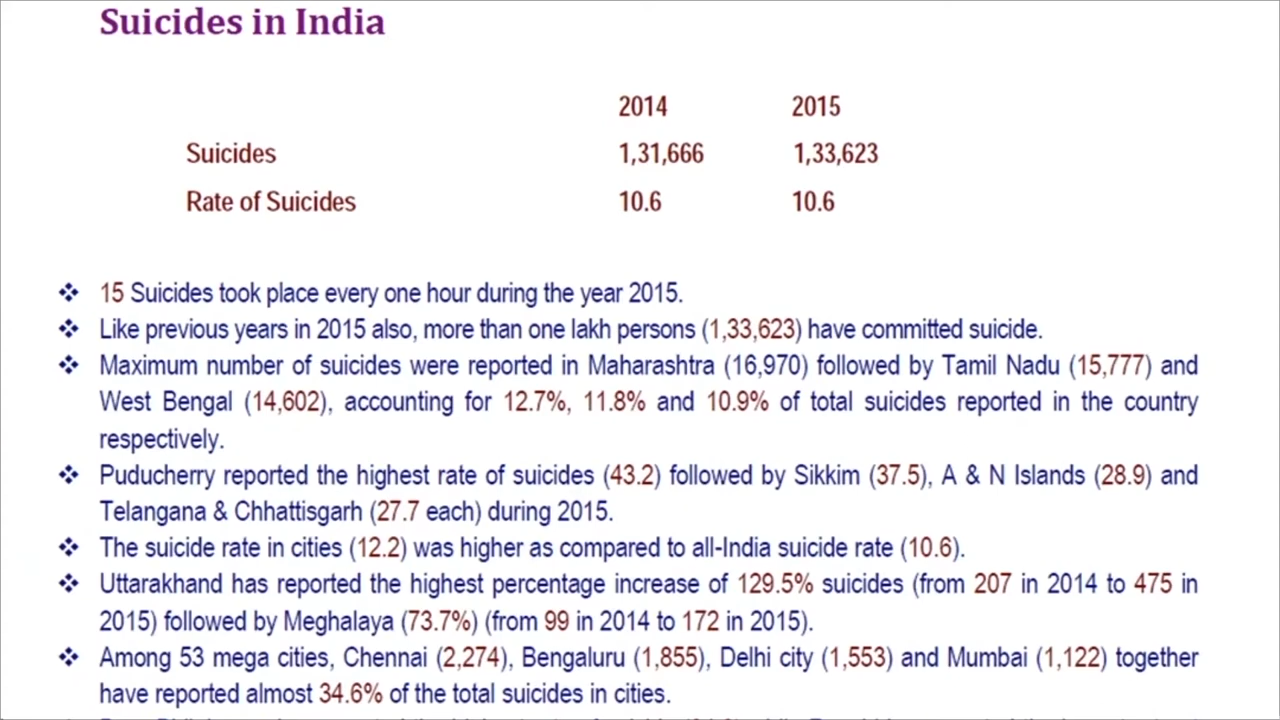 Suicides in India
2014 2015
Suicides 1,31,666 1,33,623
Rate of Suicides 10.6 10.6
❖ 15 Suicides took place every one hour during the year 2015.
❖ Like previous years in 2015 also, more than one lakh persons (1,33,623) have committed suicide.
❖ Maximum number of suicides were reported in Maharashtra (16,970) followed by Tamil Nadu (15,777) and
West Bengal (14,602), accounting for 12.7%, 11.8% and 10.9% of total suicides reported in the country
respectively.
❖ Puducherry reported the highest rate of suicides (43.2) followed by Sikkim (37.5), A & N Islands (28.9) and
Telangana & Chhattisgarh (27.7 each) during 2015.
❖ The suicide rate in cities (12.2) was higher as compared to all-India suicide rate (10.6).
❖ Uttarakhand has reported the highest percentage increase of 129.5% suicides (from 207 in 2014 to 475 in
2015) followed by Meghalaya (73.7%) (from 99 in 2014 to 172 in 2015).
❖ Among 53 mega cities, Chennai (2,274), Bengaluru (1,855), Delhi city (1,553) and Mumbai (1,122) together
have reported almost 34.6% of the total suicides in cities.